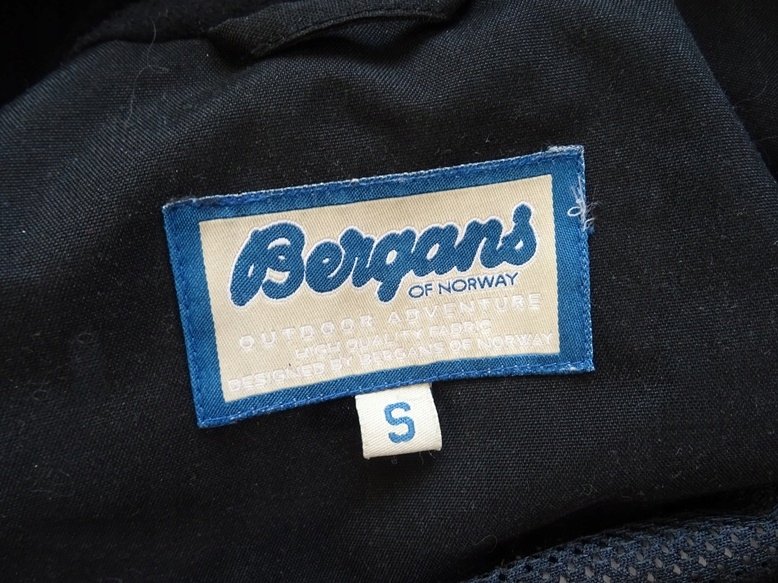 Bergans
OF NORWAY
OUTDOOR ADVENTURE
HIGH QUALITY FABRIC
DESIGNED BY BERGANS OF NORWAY
S